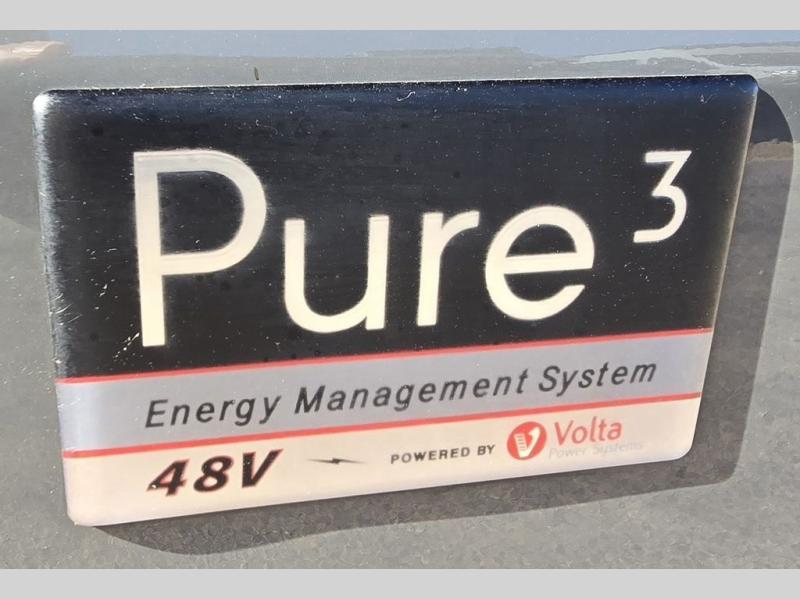 Pure³
Energy Management System
48V POWERED BY Volta
Power Systems